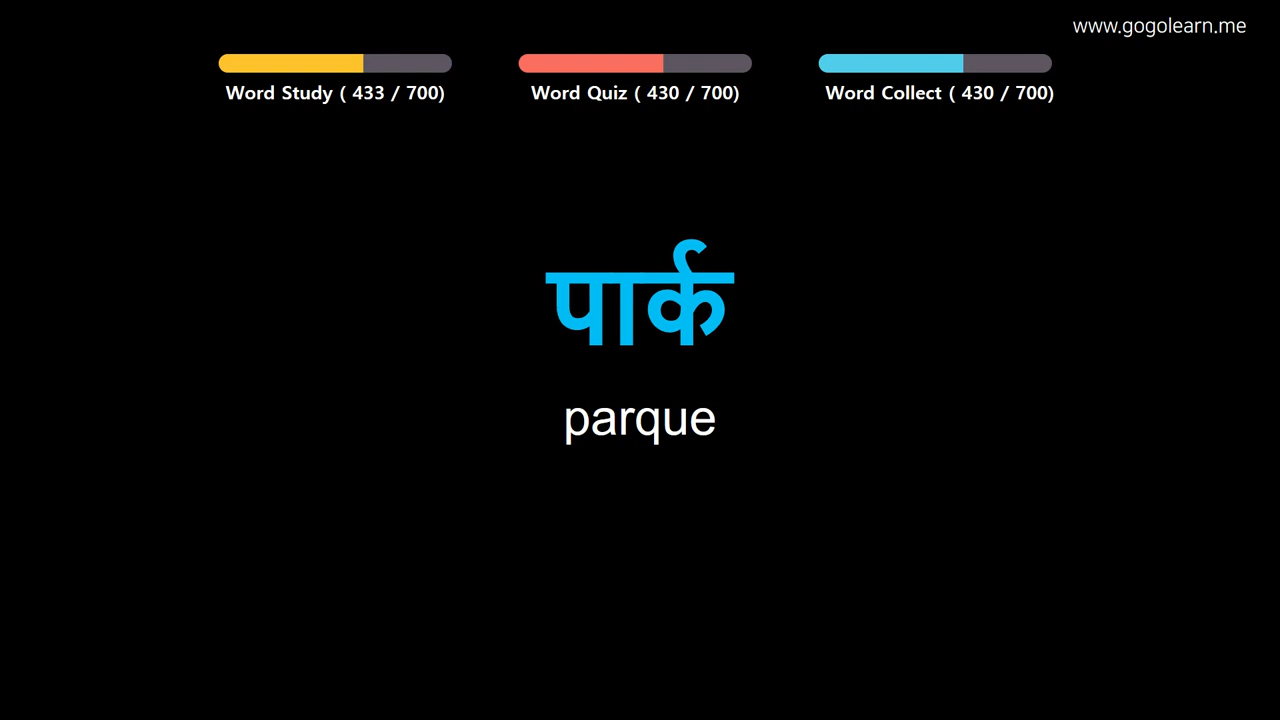 www.gogolearn.me
Word Study ( 433 / 700)
Word Quiz ( 430 / 700)
Word Collect ( 430 / 700)
पार्क
parque